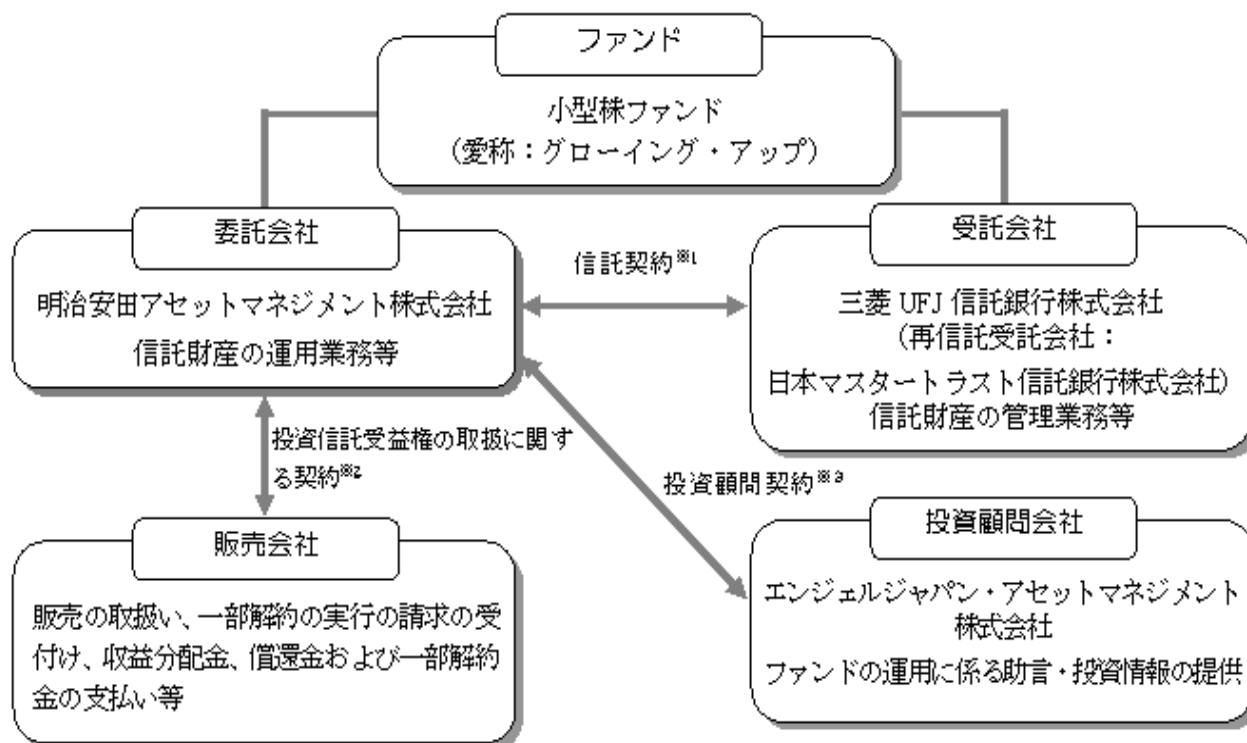 ファンド
小型株ファンド
（愛称：グローイング・アップ）
委託会社
明治安田アセットマネジメント株式会社
信託財産の運用業務等
信託契約※1
受託会社
三菱 UFJ 信託銀行株式会社
（再信託受託会社：
日本マスタートラスト信託銀行株式会社）
信託財産の管理業務等
投資信託受益権の取扱に関す
る契約※2
投資顧問契約※3
販売会社
販売の取扱い、一部解約の実行の請求の受
付け、収益分配金、償還金および一部解約
金の支払い等
投資顧問会社
エンジェルジャパン・アセットマネジメント
株式会社
ファンドの運用に係る助言・投資情報の提供